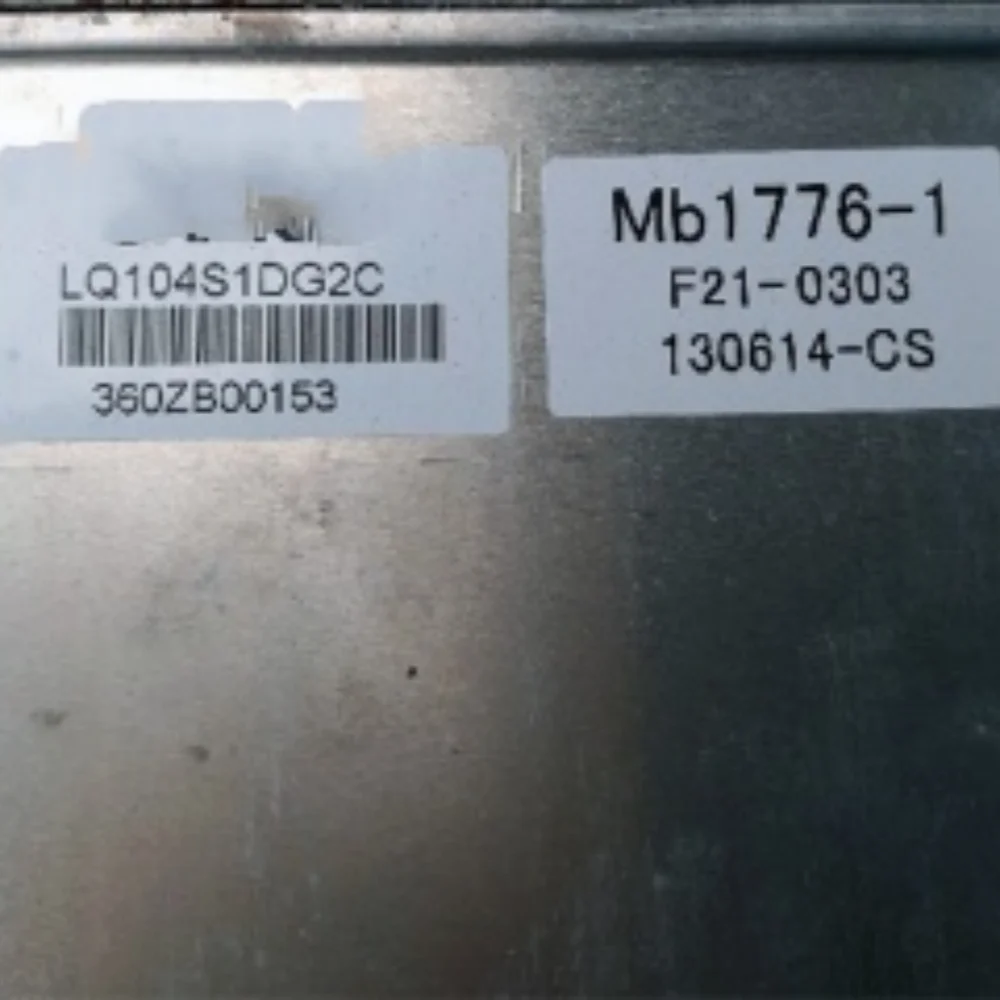 LQ104S1DG2C
360ZB00153
Mb1776-1
F21-0303
130614-CS